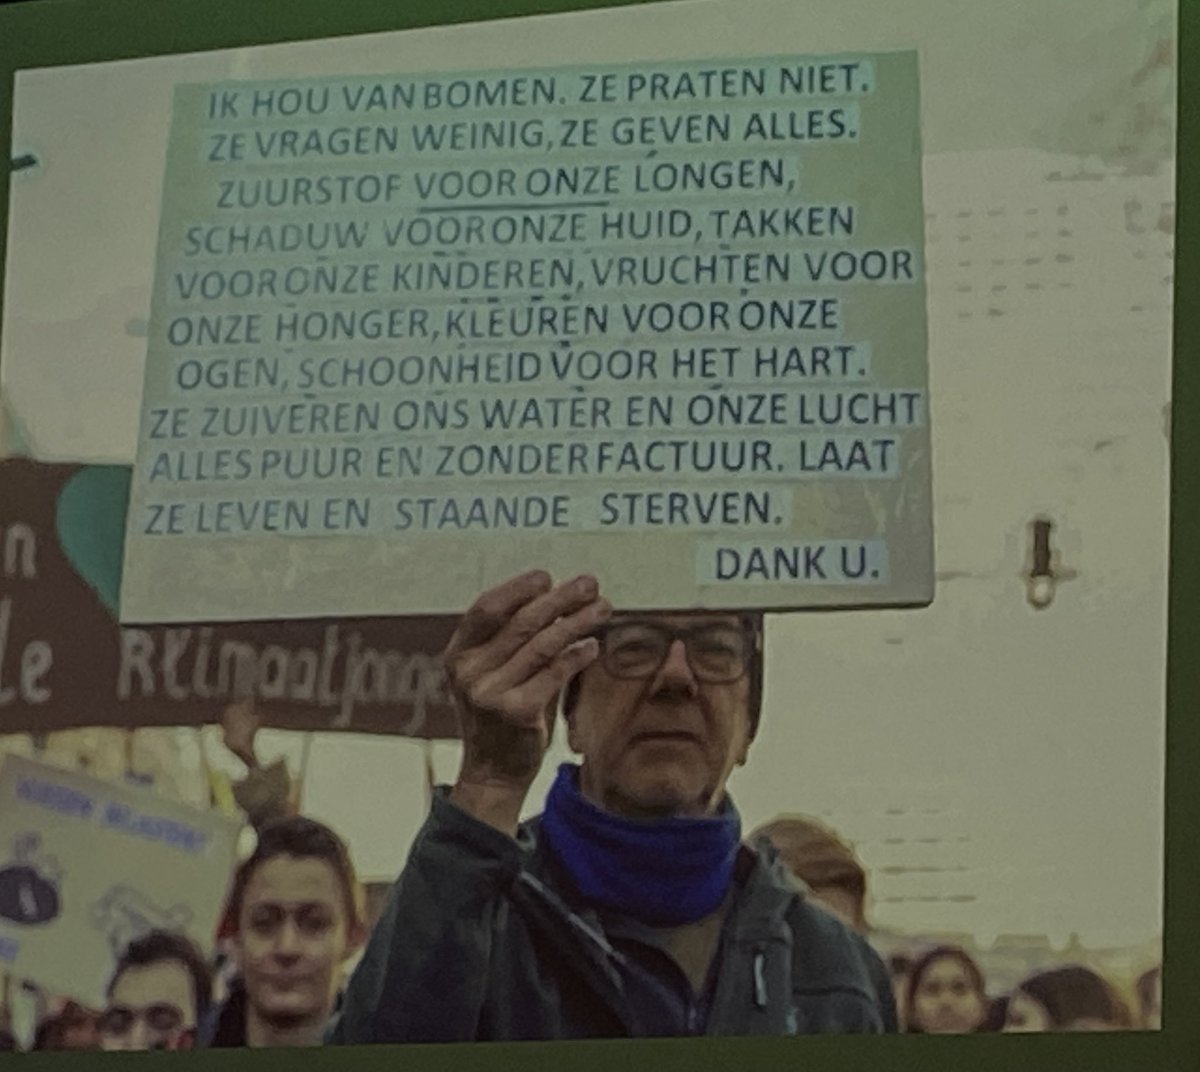 IK HOU VAN BOMEN. ZE PRATEN NIET.
ZE VRAGEN WEINIG, ZE GEVEN ALLES.
ZUURSTOF VOOR ONZE LONGEN,
SCHADUW VOOR ONZE HUID, TAKKEN
VOOR ONZE KINDEREN, VRUCHTEN VOOR
ONZE HONGER, KLEUREN VOOR ONZE
OGEN, SCHOONHEID VOOR HET HART.
ZE ZUIVEREN ONS WATER EN ONZE LUCHT
ALLES PUUR EN ZONDER FACTUUR. LAAT
ZE LEVEN EN STAANDE STERVEN.
DANK U.
n
le Klimaatjonge